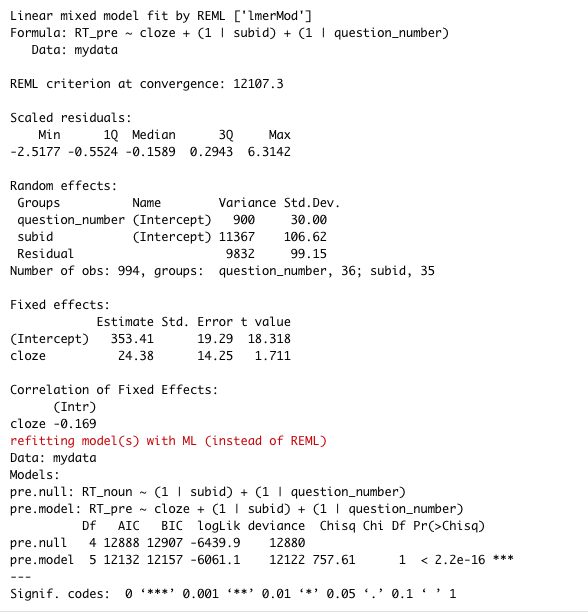 Linear mixed model fit by REML ['lmerMod']
Formula: RT_pre ~ cloze + (1 | subid) + (1 | question_number)
   Data: mydata

REML criterion at convergence: 12107.3

Scaled residuals:
    Min      1Q  Median      3Q     Max
-2.5177 -0.5524 -0.1589  0.2943  6.3142

Random effects:
 Groups          Name        Variance Std.Dev.
 question_number (Intercept)   900     30.00
 subid           (Intercept) 11367    106.62
 Residual                     9832     99.15
Number of obs: 994, groups:  question_number, 36; subid, 35

Fixed effects:
            Estimate Std. Error t value
(Intercept)   353.41      19.29  18.318
cloze          24.38      14.25   1.711

Correlation of Fixed Effects:
      (Intr)
cloze -0.169
refitting model(s) with ML (instead of REML)
Data: mydata
Models:
pre.null: RT_noun ~ (1 | subid) + (1 | question_number)
pre.model: RT_pre ~ cloze + (1 | subid) + (1 | question_number)
          Df   AIC   BIC  logLik deviance  Chisq Chi Df Pr(>Chisq)
pre.null   4 12888 12907 -6439.9    12880
pre.model  5 12132 12157 -6061.1    12122 757.61      1  < 2.2e-16 ***
---
Signif. codes:  0 ‘***’ 0.001 ‘**’ 0.01 ‘*’ 0.05 ‘.’ 0.1 ‘ ’ 1